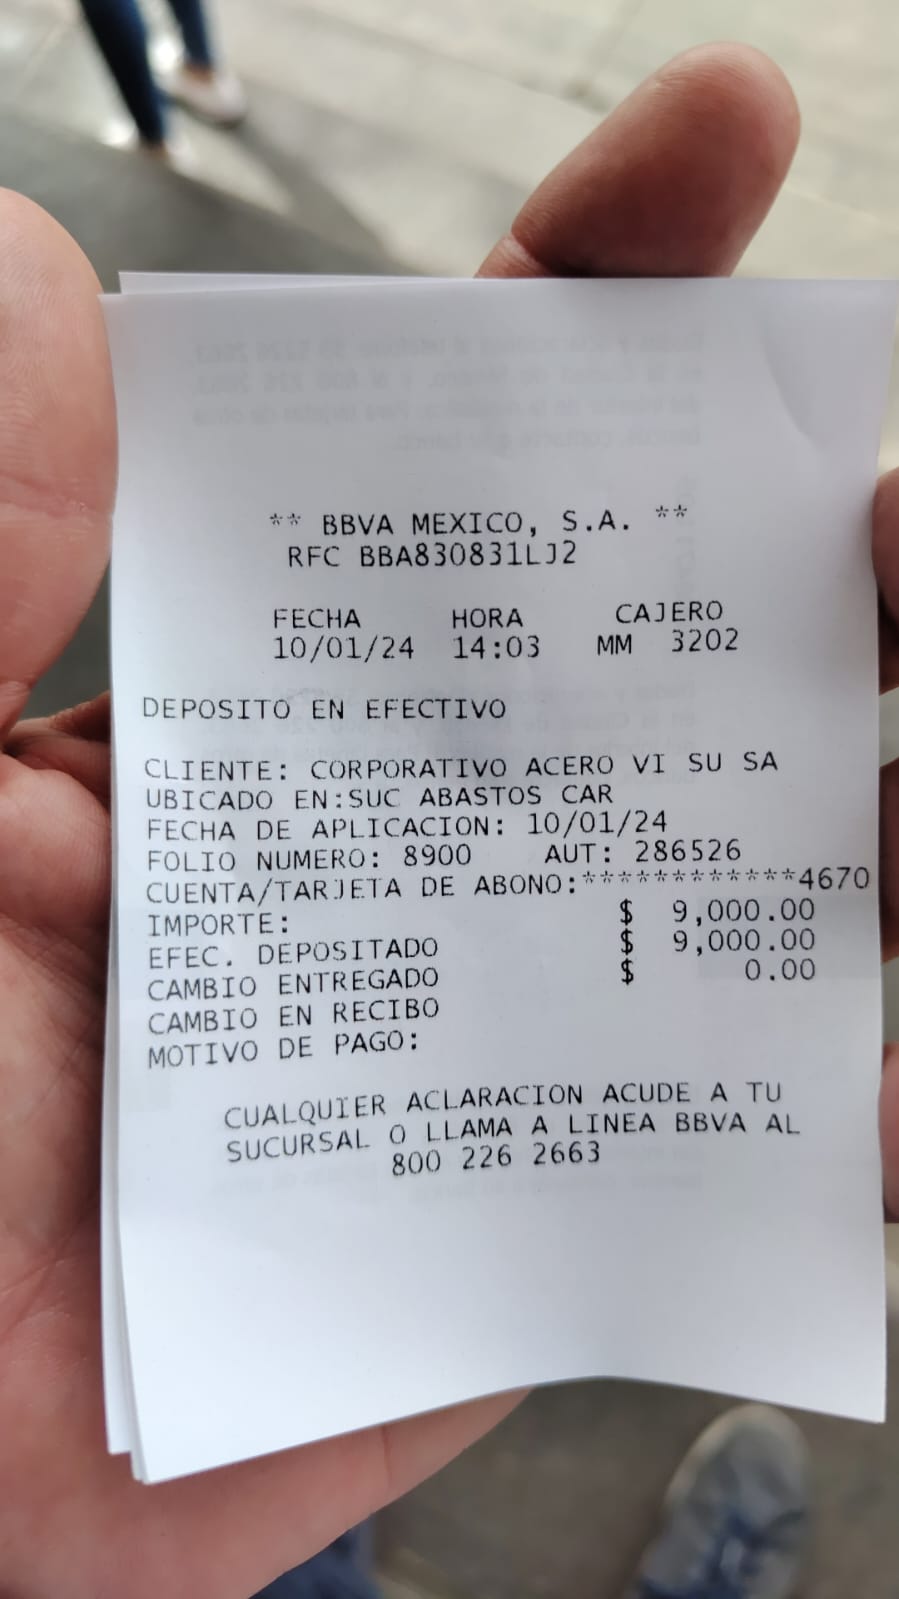 ** BBVA MEXICO, S.A. **
RFC BBA830831LJ2
FECHA HORA CAJERO
10/01/24 14:03 MM 3202
DEPOSITO EN EFECTIVO
CLIENTE: CORPORATIVO ACERO VI SU SA
UBICADO EN:SUC ABASTOS CAR
FECHA DE APLICACION: 10/01/24
FOLIO NUMERO: 8900 AUT: 286526
CUENTA/TARJETA DE ABONO:************4670
IMPORTE: $ 9,000.00
EFEC. DEPOSITADO $ 9,000.00
CAMBIO ENTREGADO $ 0.00
CAMBIO EN RECIBO
MOTIVO DE PAGO:
CUALQUIER ACLARACION ACUDE A TU
SUCURSAL O LLAMA A LINEA BBVA AL
800 226 2663